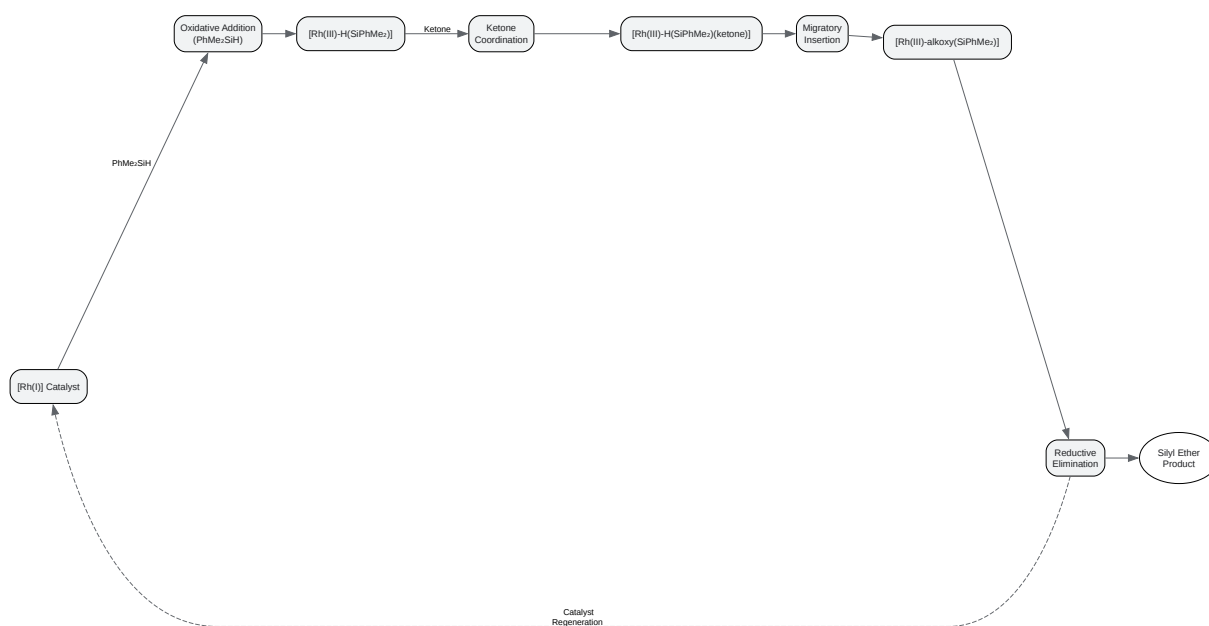 Oxidative Addition
(PhMe₂SiH)
[Rh(III)-H(SiPhMe₂)]
Ketone
Ketone
Coordination
[Rh(III)-H(SiPhMe₂)(ketone)]
Migratory
Insertion
[Rh(III)-alkoxy(SiPhMe₂)]
PhMe₂SiH
[Rh(I)] Catalyst
Reductive
Elimination
Silyl Ether
Product
Catalyst
Regeneration